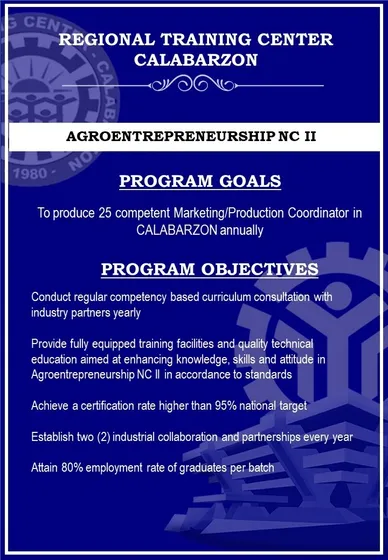 REGIONAL TRAINING CENTER
CALABARZON
AGROENTREPRENEURSHIP NC II
PROGRAM GOALS
To produce 25 competent Marketing/Production Coordinator in
CALABARZON annually
PROGRAM OBJECTIVES
Conduct regular competency based curriculum consultation with
industry partners yearly
Provide fully equipped training facilities and quality technical
education aimed at enhancing knowledge, skills and attitude in
Agroentrepreneurship NC II in accordance to standards
Achieve a certification rate higher than 95% national target
Establish two (2) industrial collaboration and partnerships every year
Attain 80% employment rate of graduates per batch
1980